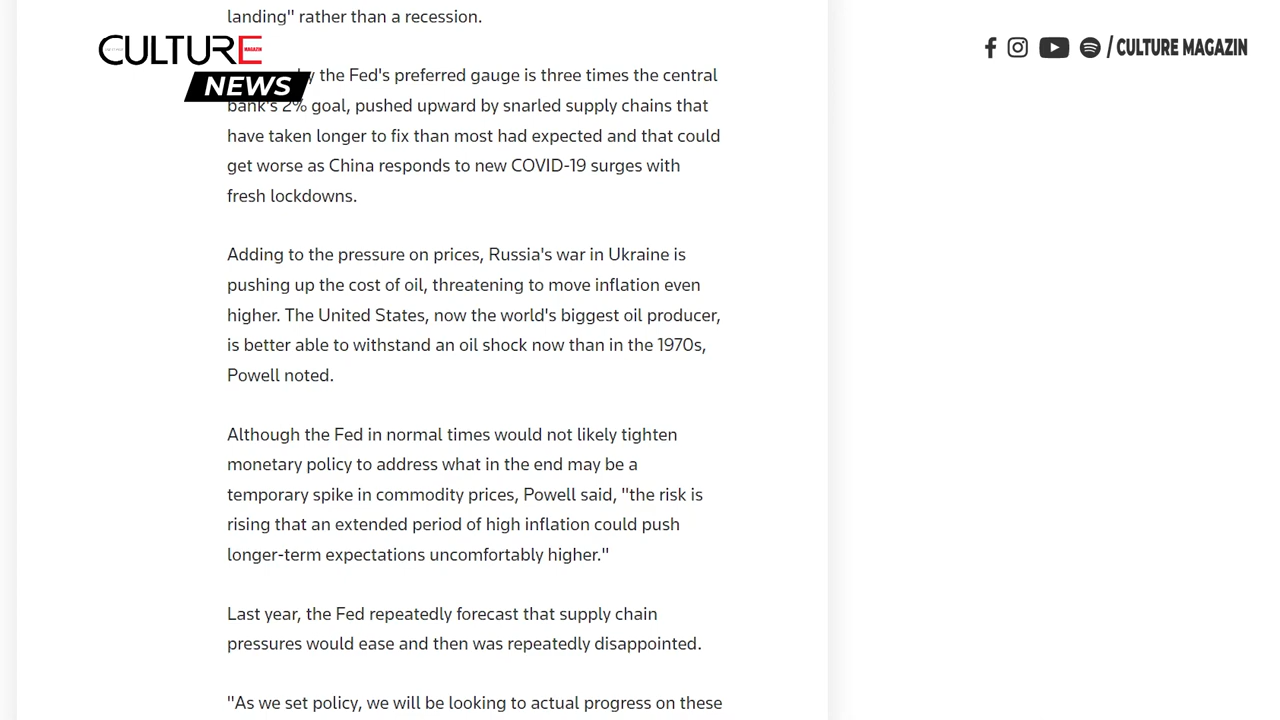 landing" rather than a recession.
CULTURE
MAGAZIN
NEWS
/ CULTURE MAGAZIN
the Fed's preferred gauge is three times the central
bank's 2% goal, pushed upward by snarled supply chains that
have taken longer to fix than most had expected and that could
get worse as China responds to new COVID-19 surges with
fresh lockdowns.
Adding to the pressure on prices, Russia's war in Ukraine is
pushing up the cost of oil, threatening to move inflation even
higher. The United States, now the world's biggest oil producer,
is better able to withstand an oil shock now than in the 1970s,
Powell noted.
Although the Fed in normal times would not likely tighten
monetary policy to address what in the end may be a
temporary spike in commodity prices, Powell said, "the risk is
rising that an extended period of high inflation could push
longer-term expectations uncomfortably higher."
Last year, the Fed repeatedly forecast that supply chain
pressures would ease and then was repeatedly disappointed.
"As we set policy, we will be looking to actual progress on these